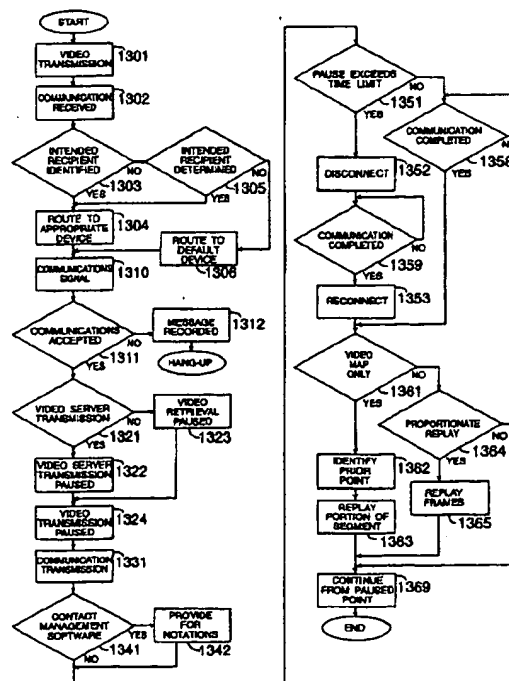 START
VIDEO
TRANSMISSION
1301
COMMUNICATION
RECEIVED
1302
INTENDED
RECIPIENT
IDENTIFIED
NO
YES
1303
INTENDED
RECIPIENT
DETERMINED
YES
1305
NO
ROUTE TO
APPROPRIATE
DEVICE
1304
ROUTE TO
DEFAULT
DEVICE
1306
COMMUNICATIONS
SIGNAL
1310
COMMUNICATIONS
ACCEPTED
NO
YES
1311
MESSAGE
RECORDED
1312
HANG-UP
VIDEO SERVER
TRANSMISSION
NO
YES
1321
VIDEO
RETRIEVAL
PAUSED
1323
VIDEO SERVER
TRANSMISSION
PAUSED
1322
VIDEO
TRANSMISSION
PAUSED
1324
COMMUNICATION
TRANSMISSION
1331
CONTACT
MANAGEMENT
SOFTWARE
YES
NO
1341
PROVIDE
FOR
NOTATIONS
1342
PAUSE EXCEEDS
TIME LIMIT
NO
YES
1351
COMMUNICATION
COMPLETED
NO
YES
1358
DISCONNECT
1352
COMMUNICATION
COMPLETED
NO
YES
1359
RECONNECT
1353
VIDEO
MAP
ONLY
NO
YES
1361
PROPORTIONATE
REPLAY
NO
YES
1364
IDENTIFY
PRIOR
POINT
1362
REPLAY
FRAMES
1365
REPLAY
PORTION OF
SEGMENT
1363
CONTINUE
FROM PAUSED
POINT
1369
END